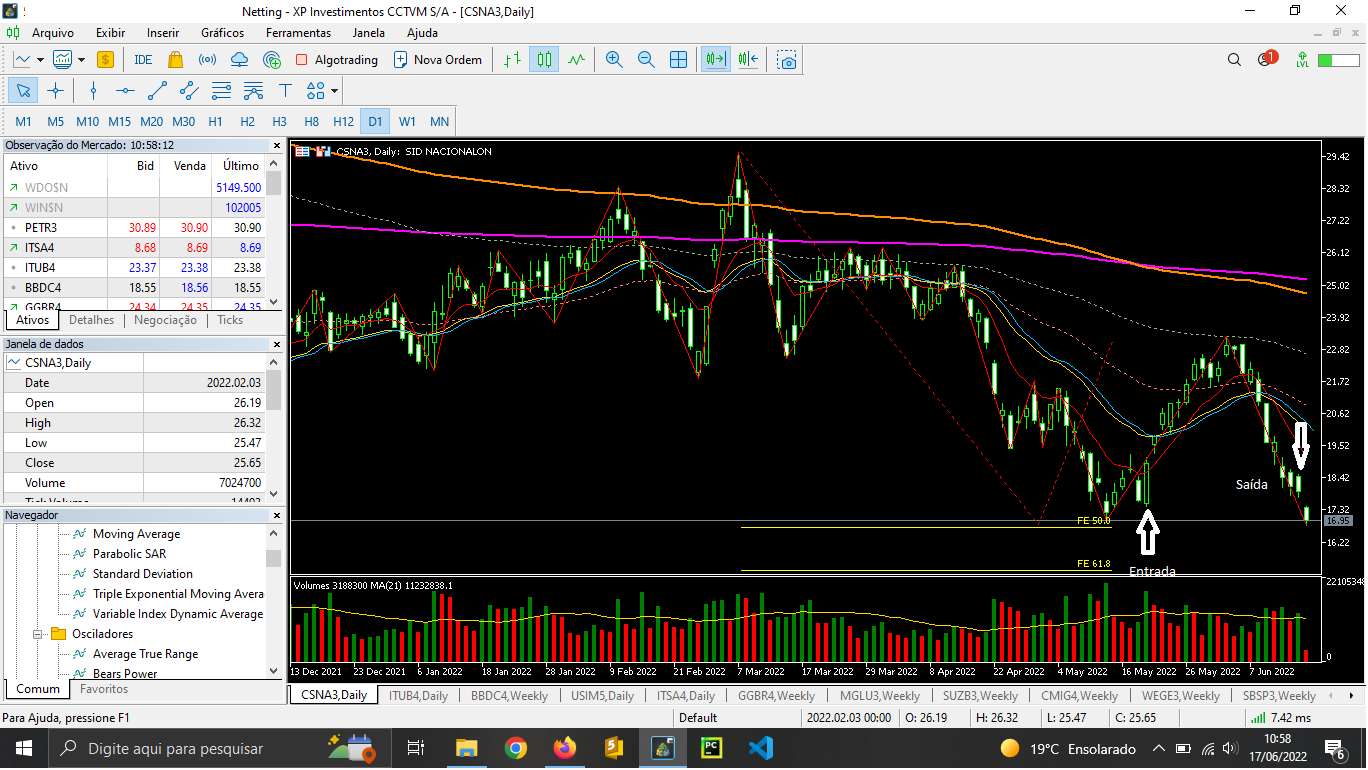 Netting - XP Investimentos CCTVM S/A - [CSNA3,Daily]
Arquivo Exibir Inserir Gráficos Ferramentas Janela Ajuda
$ IDE Algotrading Nova Ordem 1 LVL
T
M1 M5 M10 M15 M20 M30 H1 H2 H3 H8 H12 D1 W1 MN
Observação do Mercado: 10:58:12
Ativo Bid Venda Último
WDO$N 5149.500
WIN$N 102005
PETR3 30.89 30.90 30.90
ITSA4 8.68 8.69 8.69
ITUB4 23.37 23.38 23.38
BBDC4 18.55 18.56 18.55
GGBR4 24.34 24.35 24.35
Ativos Detalhes Negociação Ticks
Janela de dados
CSNA3,Daily
Date 2022.02.03
Open 26.19
High 26.32
Low 25.47
Close 25.65
Volume 7024700
Tick Volume 14493
Navegador
Moving Average
Parabolic SAR
Standard Deviation
Triple Exponential Moving Avera
Variable Index Dynamic Average
Osciladores
Average True Range
Bears Power
Comum Favoritos
CSNA3, Daily: SID NACIONALON
29.42
28.32
27.22
26.12
25.02
23.92
22.82
21.72
20.62
19.52
18.42
17.32
16.95
16.22
Saída
FE 50.0
FE 61.8
Entrada
Volumes 3188300 MA(21) 11232838.1
22105348
0
13 Dec 2021 23 Dec 2021 6 Jan 2022 18 Jan 2022 28 Jan 2022 9 Feb 2022 21 Feb 2022 7 Mar 2022 17 Mar 2022 29 Mar 2022 8 Apr 2022 22 Apr 2022 4 May 2022 16 May 2022 26 May 2022 7 Jun 2022
CSNA3,Daily ITUB4,Daily BBDC4,Weekly USIM5,Daily ITSA4,Daily GGBR4,Weekly MGLU3,Weekly SUZB3,Weekly CMIG4,Weekly WEGE3,Weekly SBSP3,Weekly
Para Ajuda, pressione F1 Default 2022.02.03 00:00 O: 26.19 H: 26.32 L: 25.47 C: 25.65 7.42 ms
Digite aqui para pesquisar 19°C Ensolarado 10:58
17/06/2022 6